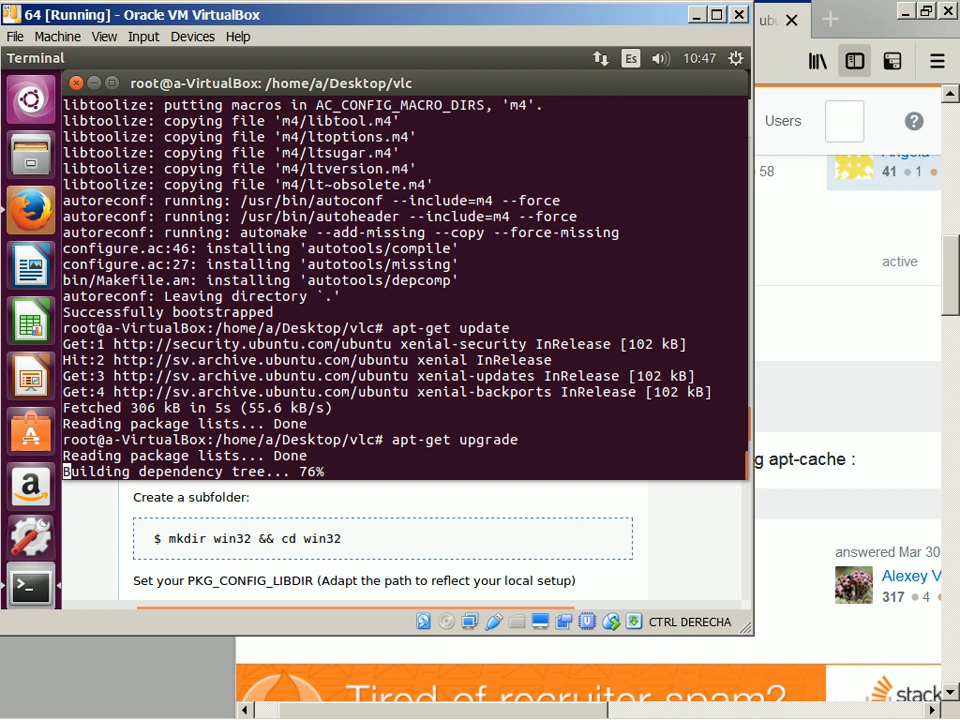 64 [Running] - Oracle VM VirtualBox
File Machine View Input Devices Help
Terminal
Es
10:47
root@a-VirtualBox: /home/a/Desktop/vlc
libtoolize: putting macros in AC_CONFIG_MACRO_DIRS, 'm4'.
libtoolize: copying file 'm4/libtool.m4'
libtoolize: copying file 'm4/ltoptions.m4'
libtoolize: copying file 'm4/ltsugar.m4'
libtoolize: copying file 'm4/ltversion.m4'
libtoolize: copying file 'm4/lt~obsolete.m4'
autoreconf: running: /usr/bin/autoconf --include=m4 --force
autoreconf: running: /usr/bin/autoheader --include=m4 --force
autoreconf: running: automake --add-missing --copy --force-missing
configure.ac:46: installing 'autotools/compile'
configure.ac:27: installing 'autotools/missing'
bin/Makefile.am: installing 'autotools/depcomp'
autoreconf: Leaving directory `.'
Successfully bootstrapped
root@a-VirtualBox:/home/a/Desktop/vlc# apt-get update
Get:1 http://security.ubuntu.com/ubuntu xenial-security InRelease [102 kB]
Hit:2 http://sv.archive.ubuntu.com/ubuntu xenial InRelease
Get:3 http://sv.archive.ubuntu.com/ubuntu xenial-updates InRelease [102 kB]
Get:4 http://sv.archive.ubuntu.com/ubuntu xenial-backports InRelease [102 kB]
Fetched 306 kB in 5s (55.6 kB/s)
Reading package lists... Done
root@a-VirtualBox:/home/a/Desktop/vlc# apt-get upgrade
Reading package lists... Done
Building dependency tree... 76%
Create a subfolder:
$ mkdir win32 && cd win32
Set your PKG_CONFIG_LIBDIR (Adapt the path to reflect your local setup)
CTRL DERECHA
ub
Users
58
41 1
active
g apt-cache :
answered Mar 30
Alexey V
317 4
Tired of recruiter spam?
stack